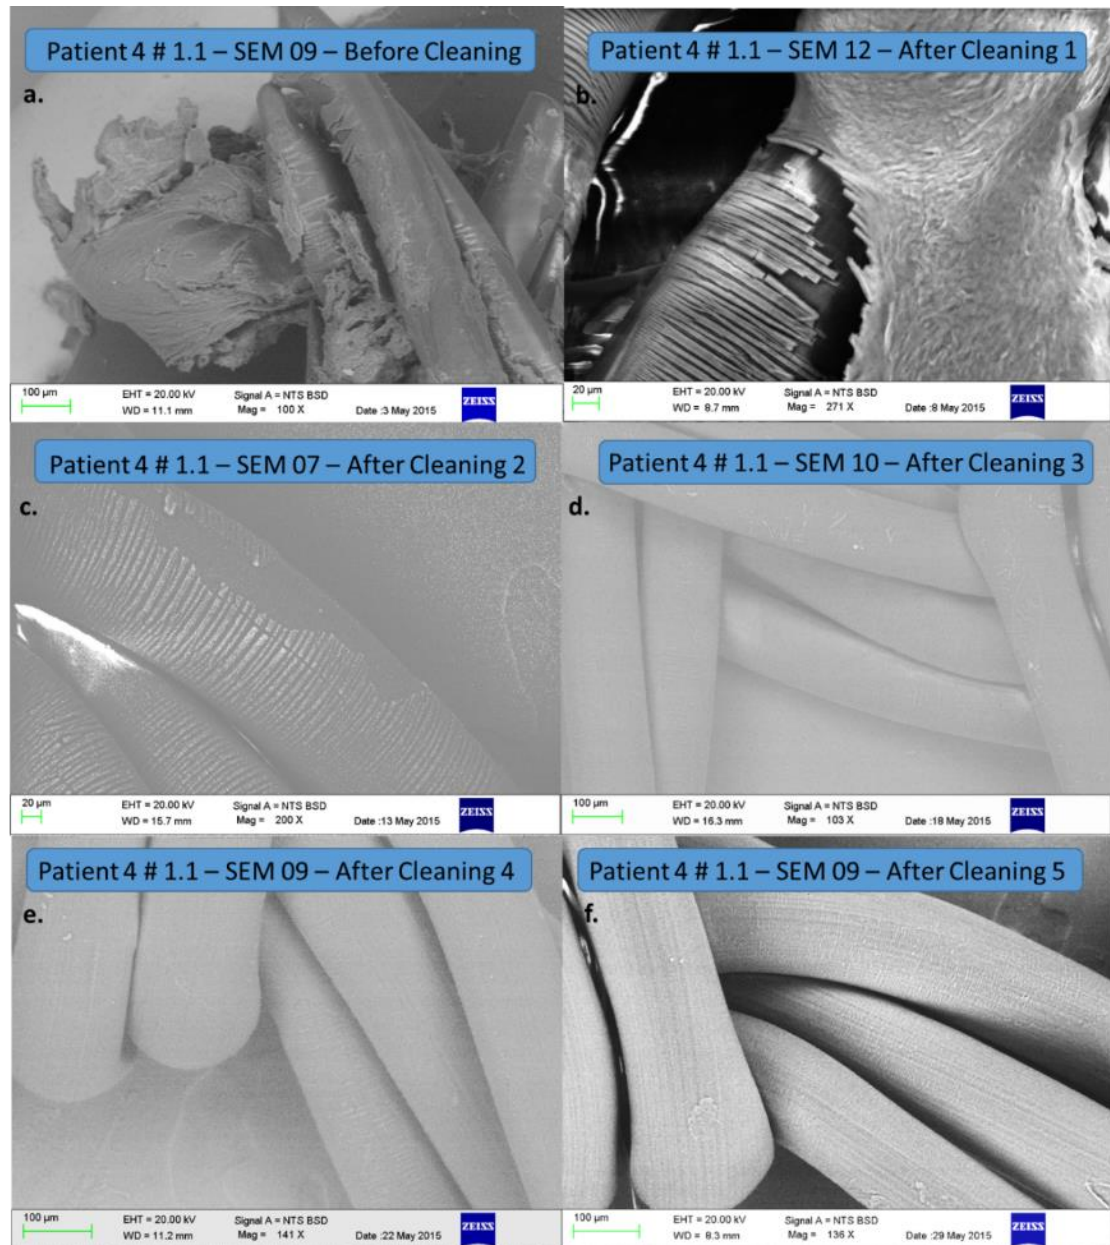 Patient 4 # 1.1 – SEM 09 – Before Cleaning
a.
100 µm
EHT = 20.00 kV
WD = 11.1 mm
Signal A = NTS BSD
Mag = 100 X
Date :3 May 2015
ZEISS
Patient 4 # 1.1 – SEM 12 – After Cleaning 1
b.
20 µm
EHT = 20.00 kV
WD = 8.7 mm
Signal A = NTS BSD
Mag = 271 X
Date :8 May 2015
ZEISS
Patient 4 # 1.1 – SEM 07 – After Cleaning 2
c.
20 µm
EHT = 20.00 kV
WD = 15.7 mm
Signal A = NTS BSD
Mag = 200 X
Date :13 May 2015
ZEISS
Patient 4 # 1.1 – SEM 10 – After Cleaning 3
d.
100 µm
EHT = 20.00 kV
WD = 16.3 mm
Signal A = NTS BSD
Mag = 103 X
Date :18 May 2015
ZEISS
Patient 4 # 1.1 – SEM 09 – After Cleaning 4
e.
100 µm
EHT = 20.00 kV
WD = 11.2 mm
Signal A = NTS BSD
Mag = 141 X
Date :22 May 2015
ZEISS
Patient 4 # 1.1 – SEM 09 – After Cleaning 5
f.
100 µm
EHT = 20.00 kV
WD = 8.3 mm
Signal A = NTS BSD
Mag = 136 X
Date :29 May 2015
ZEISS